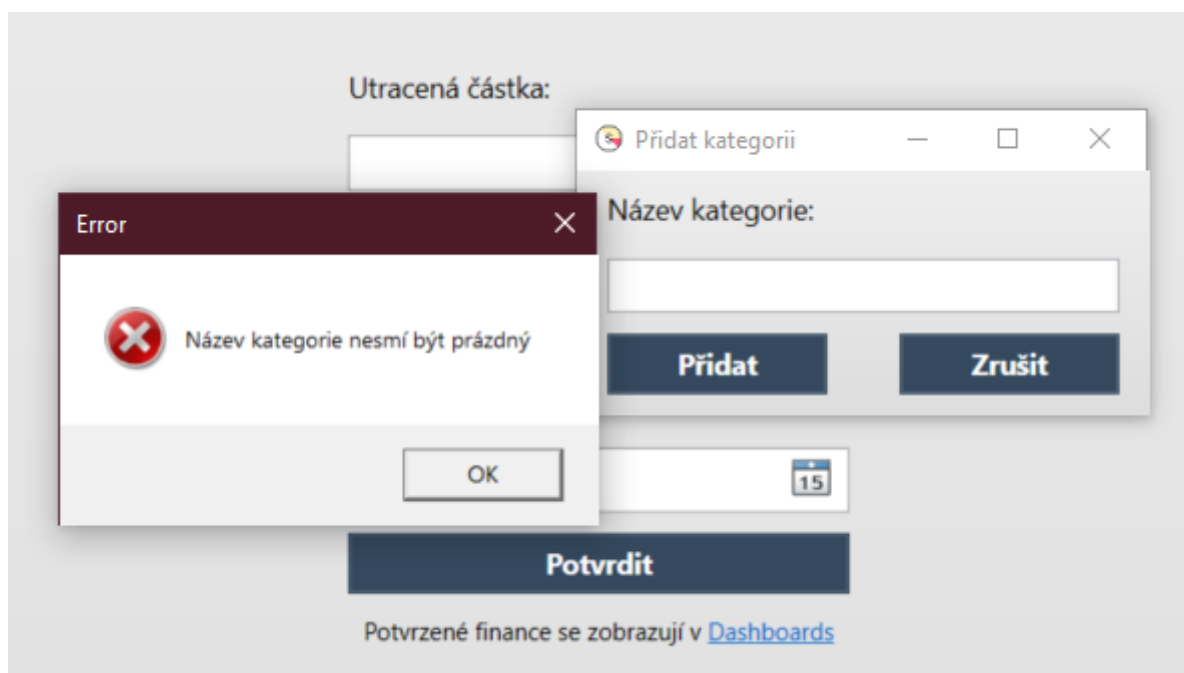 Utracená částka:
Přidat kategorii
Error
Název kategorie:
Název kategorie nesmí být prázdný
Přidat
Zrušit
OK
15
Potvrdit
Potvrzené finance se zobrazují v Dashboards